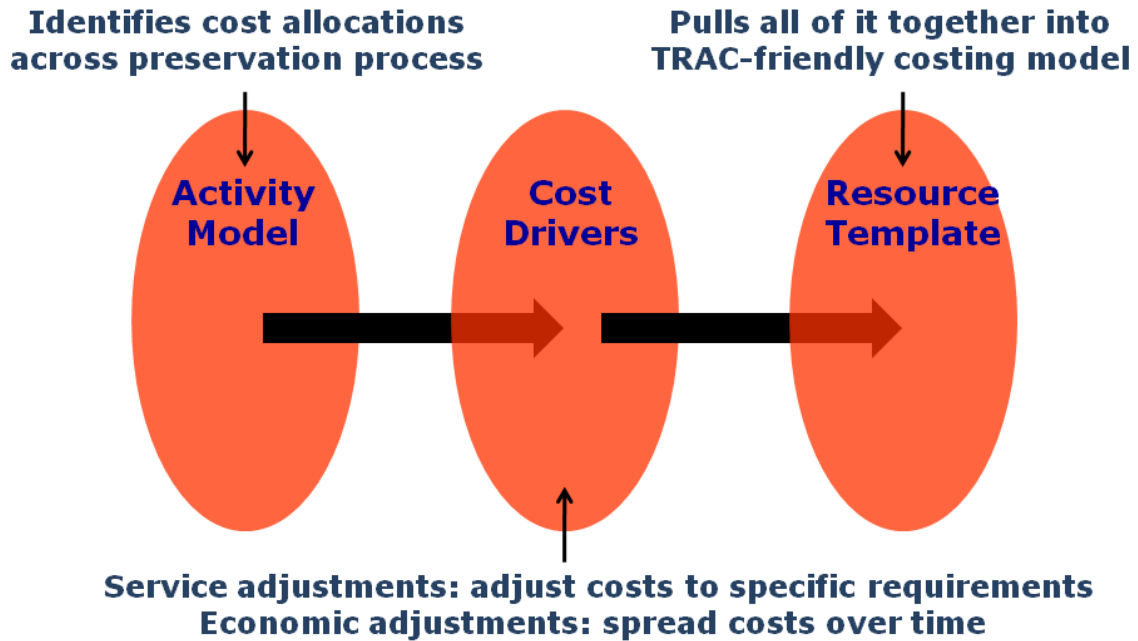 Identifies cost allocations
across preservation process
Pulls all of it together into
TRAC-friendly costing model
Activity
Model
Cost
Drivers
Resource
Template
Service adjustments: adjust costs to specific requirements
Economic adjustments: spread costs over time